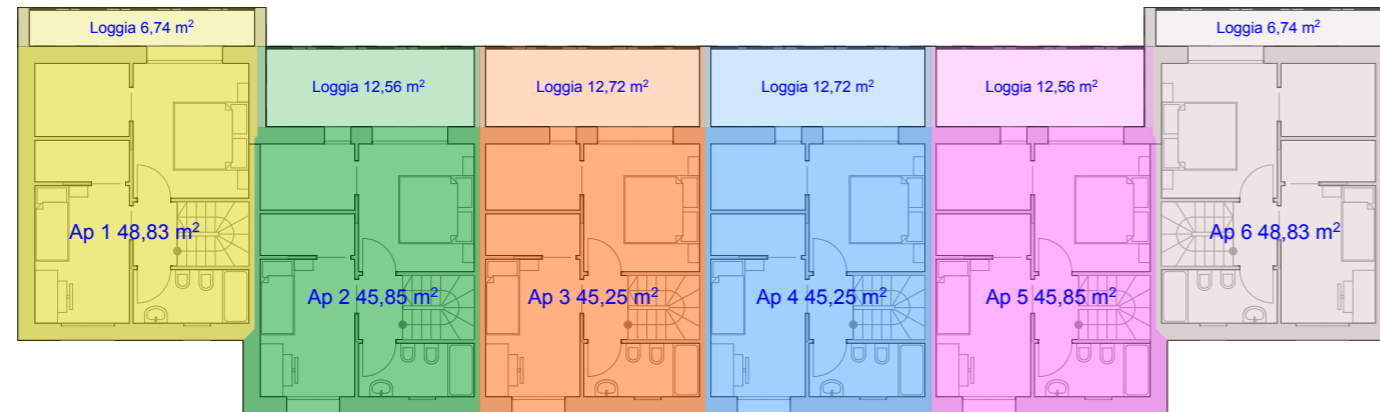 Loggia 6,74 m²
Loggia 12,56 m²
Loggia 12,72 m²
Loggia 12,72 m²
Loggia 12,56 m²
Loggia 6,74 m²
Ap 1 48,83 m²
Ap 2 45,85 m²
Ap 3 45,25 m²
Ap 4 45,25 m²
Ap 5 45,85 m²
Ap 6 48,83 m²